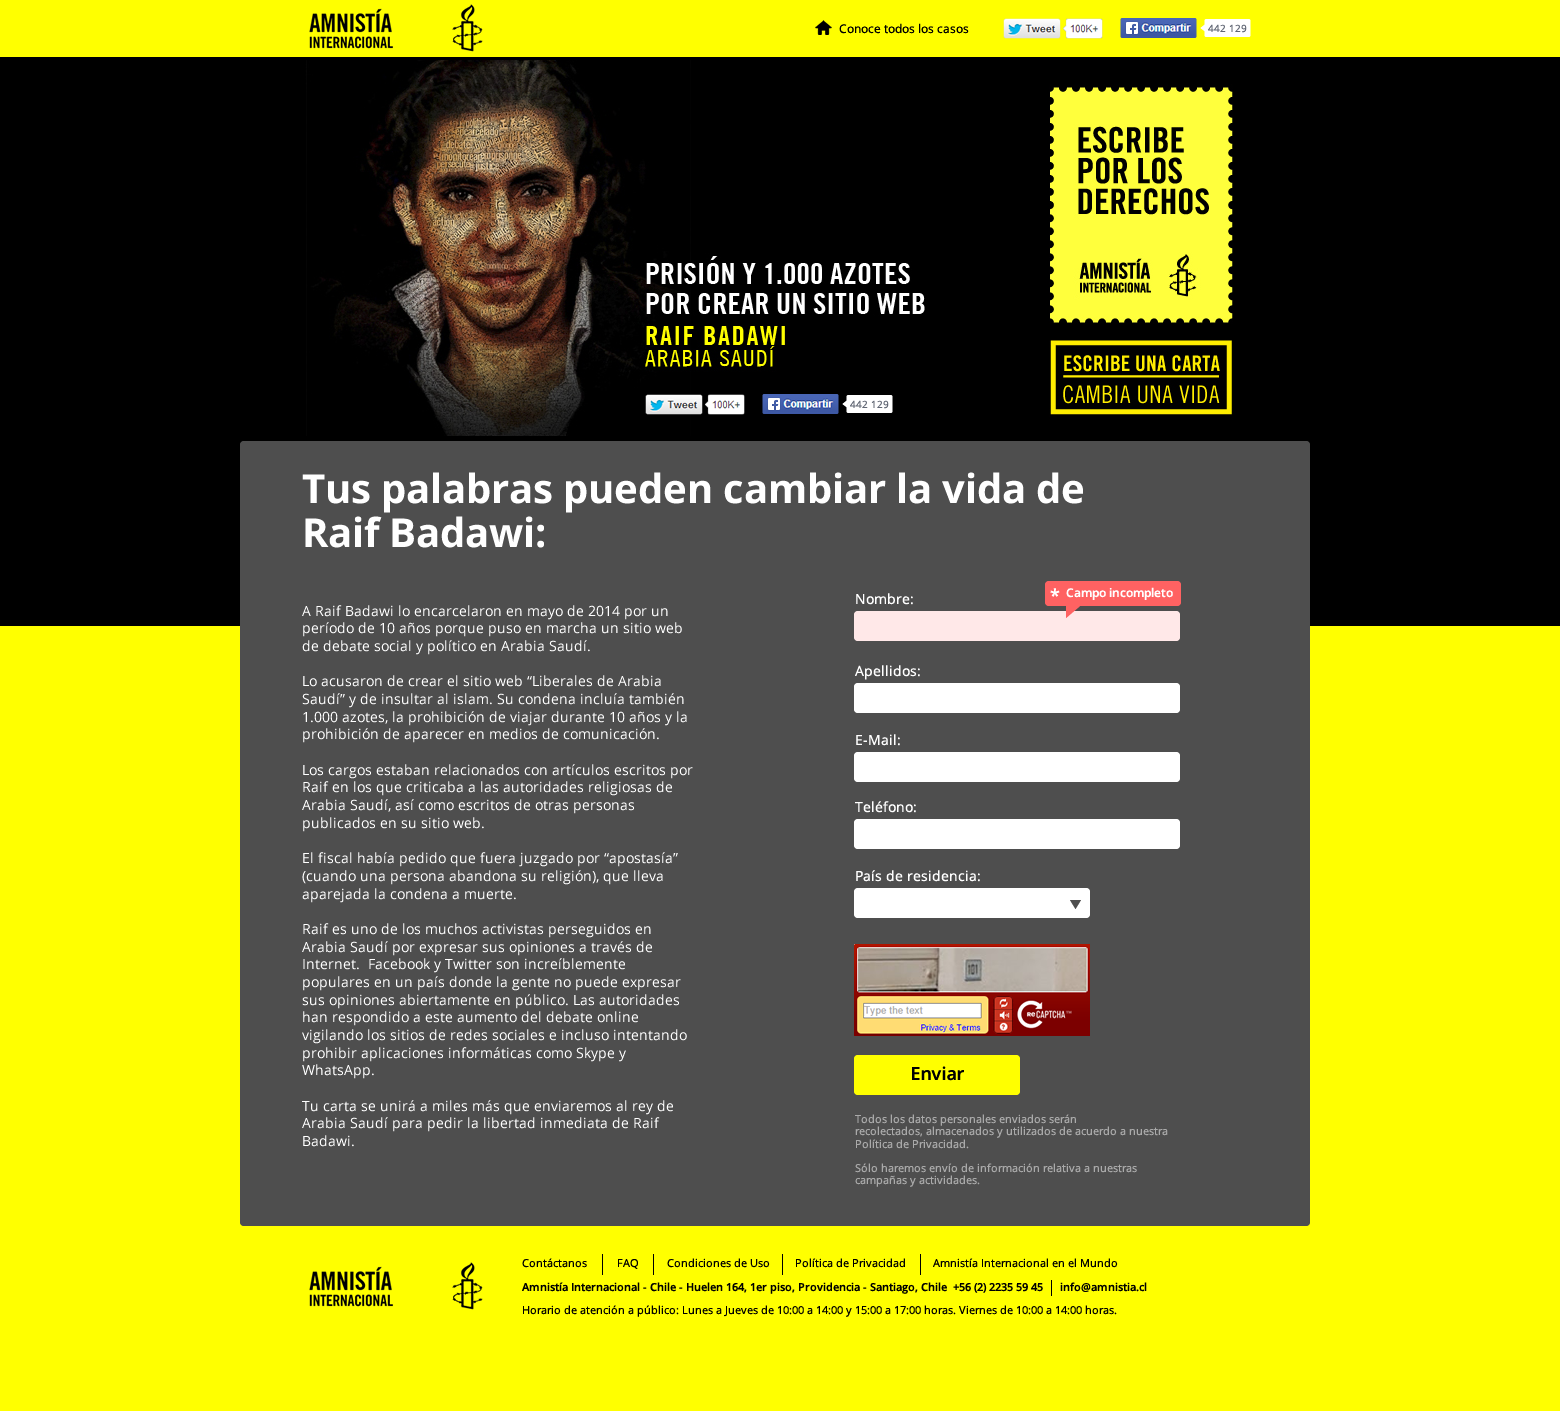 AMNISTÍA
INTERNACIONAL
Conoce todos los casos
Tweet 100K+
Compartir 442 129
encarcelado
justicia
ESCRIBE
POR LOS
DERECHOS
AMNISTÍA
INTERNACIONAL
PRISIÓN Y 1.000 AZOTES
POR CREAR UN SITIO WEB
RAIF BADAWI
ARABIA SAUDÍ
ESCRIBE UNA CARTA
CAMBIA UNA VIDA
Tweet 100K+
Compartir 442 129
Tus palabras pueden cambiar la vida de
Raif Badawi:
A Raif Badawi lo encarcelaron en mayo de 2014 por un
período de 10 años porque puso en marcha un sitio web
de debate social y político en Arabia Saudí.
Lo acusaron de crear el sitio web “Liberales de Arabia
Saudí” y de insultar al islam. Su condena incluía también
1.000 azotes, la prohibición de viajar durante 10 años y la
prohibición de aparecer en medios de comunicación.
Los cargos estaban relacionados con artículos escritos por
Raif en los que criticaba a las autoridades religiosas de
Arabia Saudí, así como escritos de otras personas
publicados en su sitio web.
El fiscal había pedido que fuera juzgado por “apostasía”
(cuando una persona abandona su religión), que lleva
aparejada la condena a muerte.
Raif es uno de los muchos activistas perseguidos en
Arabia Saudí por expresar sus opiniones a través de
Internet.  Facebook y Twitter son increíblemente
populares en un país donde la gente no puede expresar
sus opiniones abiertamente en público. Las autoridades
han respondido a este aumento del debate online
vigilando los sitios de redes sociales e incluso intentando
prohibir aplicaciones informáticas como Skype y
WhatsApp.
Tu carta se unirá a miles más que enviaremos al rey de
Arabia Saudí para pedir la libertad inmediata de Raif
Badawi.
Nombre:
* Campo incompleto
Apellidos:
E-Mail:
Teléfono:
País de residencia:
101
Type the text
Privacy & Terms
RECAPTCHA™
Enviar
Todos los datos personales enviados serán
recolectados, almacenados y utilizados de acuerdo a nuestra
Política de Privacidad.
Sólo haremos envío de información relativa a nuestras
campañas y actividades.
AMNISTÍA
INTERNACIONAL
Contáctanos | FAQ | Condiciones de Uso | Política de Privacidad | Amnistía Internacional en el Mundo
Amnistía Internacional - Chile - Huelen 164, 1er piso, Providencia - Santiago, Chile  +56 (2) 2235 59 45 | info@amnistia.cl
Horario de atención a público: Lunes a Jueves de 10:00 a 14:00 y 15:00 a 17:00 horas. Viernes de 10:00 a 14:00 horas.